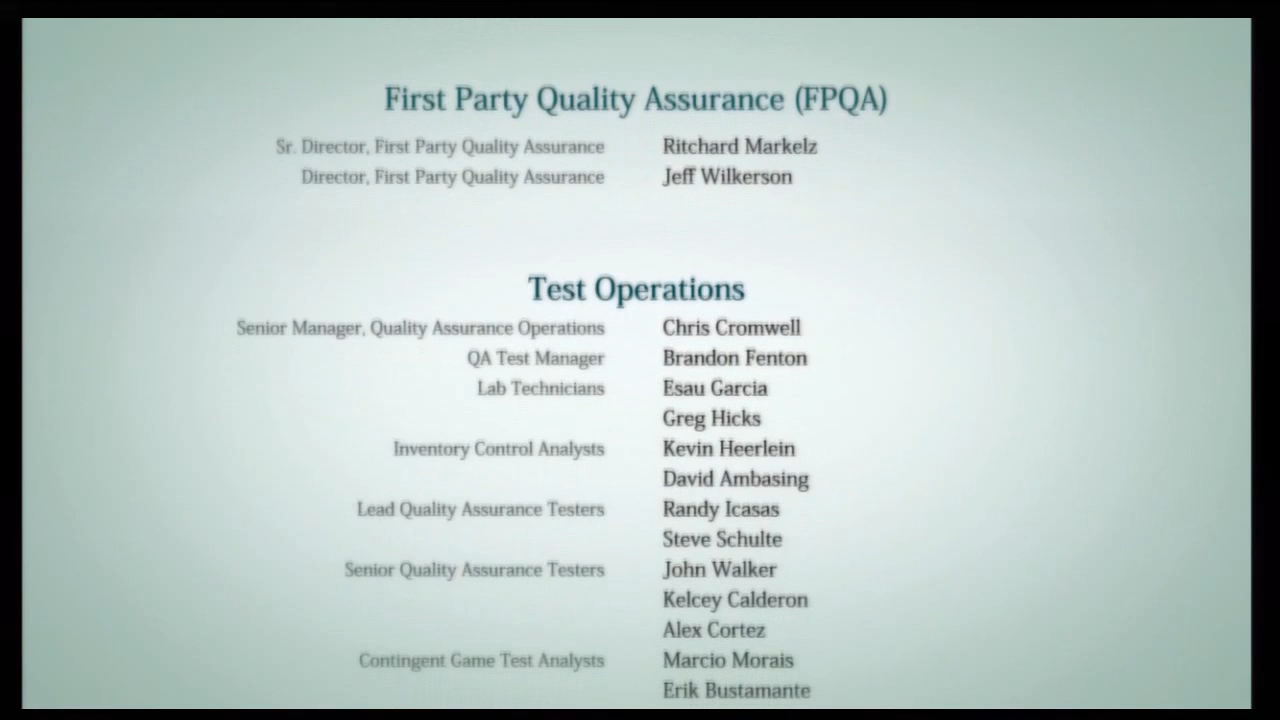 First Party Quality Assurance (FPQA)
Sr. Director, First Party Quality Assurance Ritchard Markelz
Director, First Party Quality Assurance Jeff Wilkerson
Test Operations
Senior Manager, Quality Assurance Operations Chris Cromwell
QA Test Manager Brandon Fenton
Lab Technicians Esau Garcia
Greg Hicks
Inventory Control Analysts Kevin Heerlein
David Ambasing
Lead Quality Assurance Testers Randy Icasas
Steve Schulte
Senior Quality Assurance Testers John Walker
Kelcey Calderon
Alex Cortez
Contingent Game Test Analysts Marcio Morais
Erik Bustamante